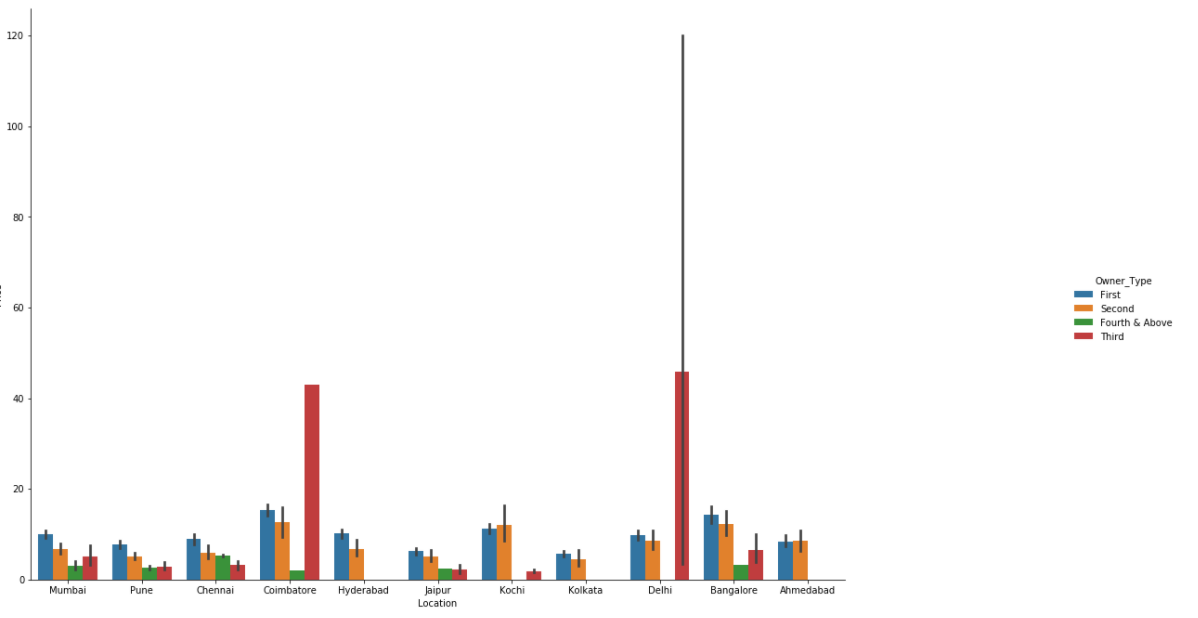 120
100
80
60
40
20
0
Mumbai Pune Chennai Coimbatore Hyderabad Jaipur Kochi Kolkata Delhi Bangalore Ahmedabad
Location
Owner_Type
First
Second
Fourth & Above
Third